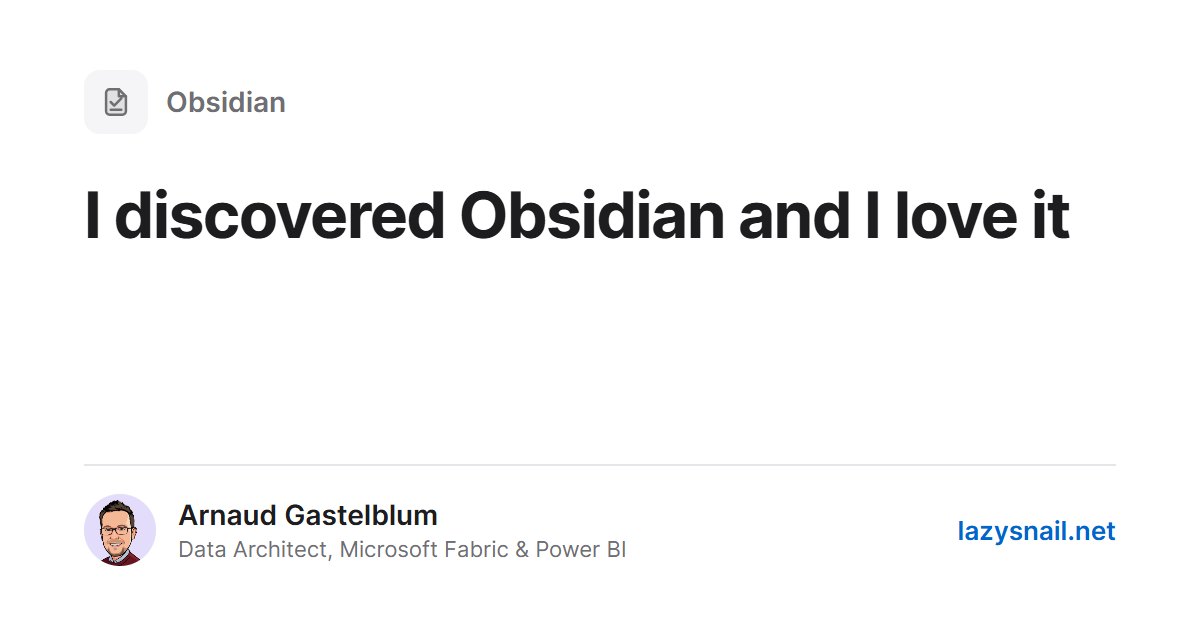 Obsidian
I discovered Obsidian and I love it
Arnaud Gastelblum
Data Architect, Microsoft Fabric & Power BI
lazysnail.net